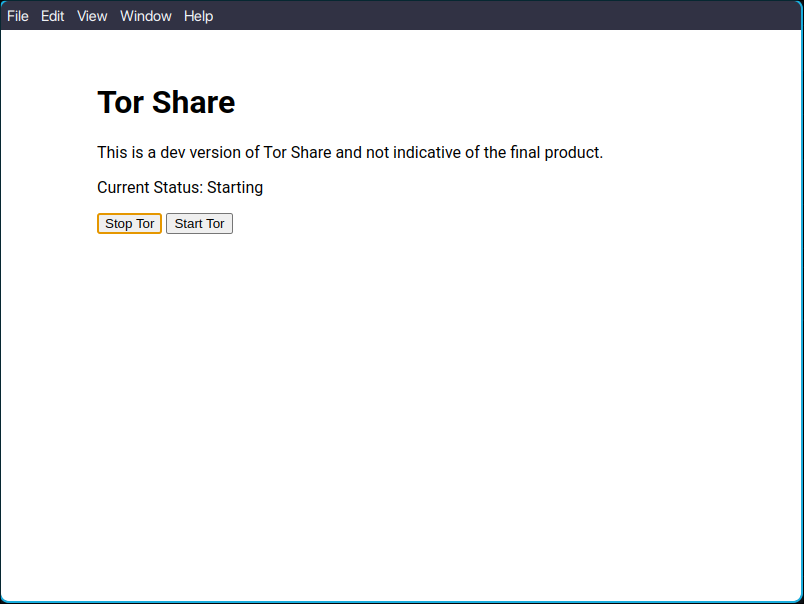 File Edit View Window Help
Tor Share
This is a dev version of Tor Share and not indicative of the final product.
Current Status: Starting
Stop Tor Start Tor